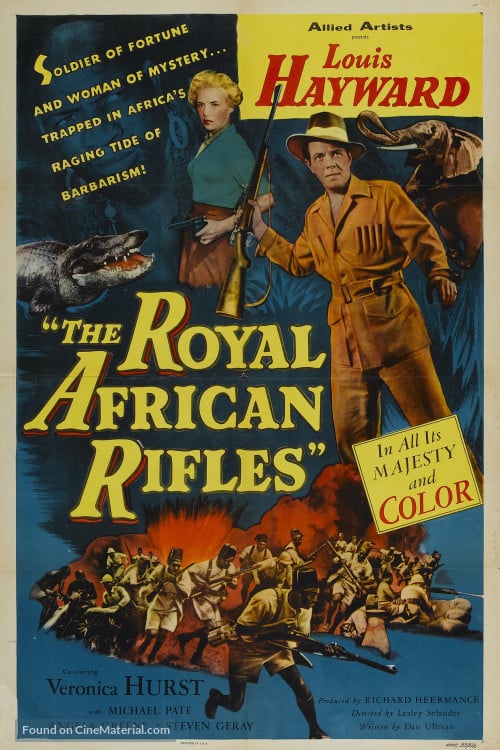 Allied Artists
presents
Louis
HAYWARD
SOLDIER OF FORTUNE
AND WOMAN OF MYSTERY...
TRAPPED IN AFRICA'S
RAGING TIDE OF
BARBARISM!
"THE ROYAL
AFRICAN
RIFLES"
In All Its
MAJESTY
and
COLOR
Co-starring
Veronica HURST
with MICHAEL PATE
ANGELA GREENE · STEVEN GERAY
Produced by RICHARD HEERMANCE
Directed by Lesley Selander
Written by Dan Ullman
Found on CineMaterial.com